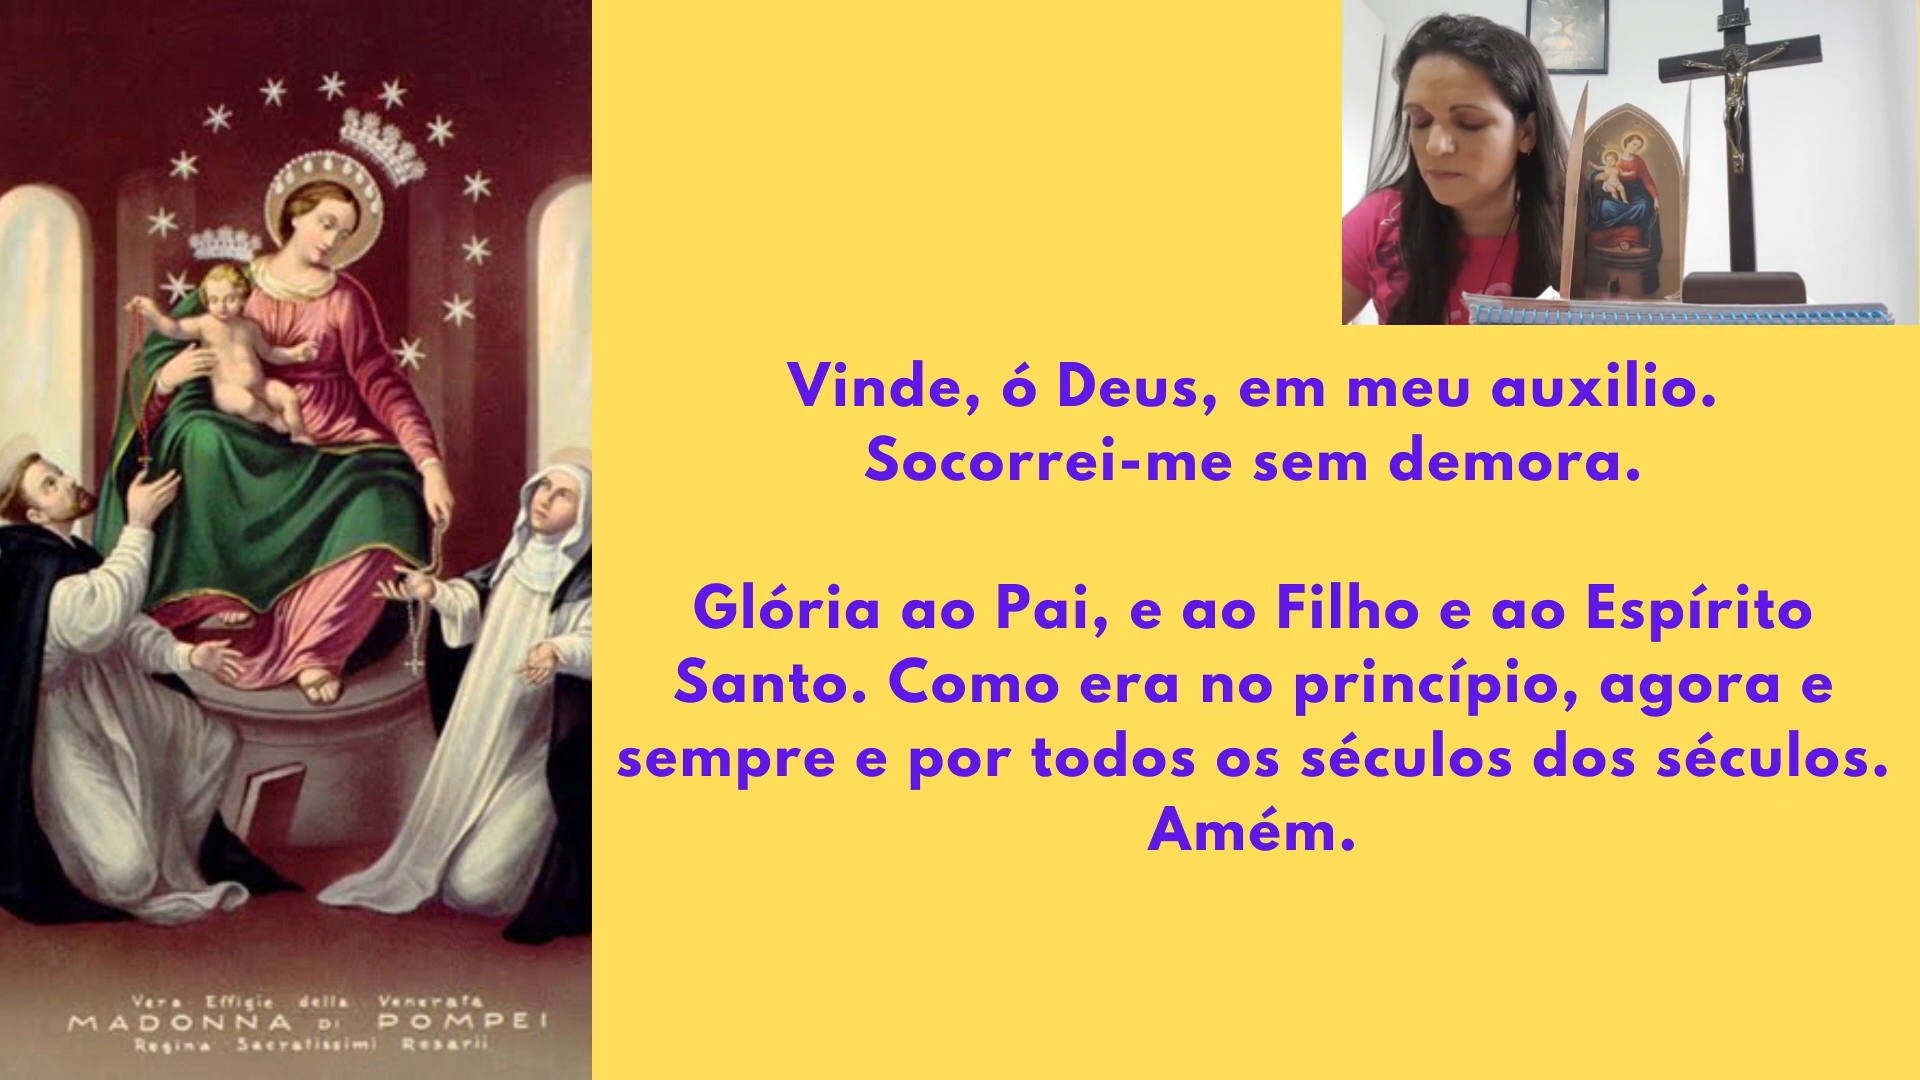 Vinde, ó Deus, em meu auxilio.
Socorrei-me sem demora.
Glória ao Pai, e ao Filho e ao Espírito
Santo. Como era no princípio, agora e
sempre e por todos os séculos dos séculos.
Amém.
Vera Effigie della Venerata
MADONNA DI POMPEI
Regina Sacratissimi Rosarii